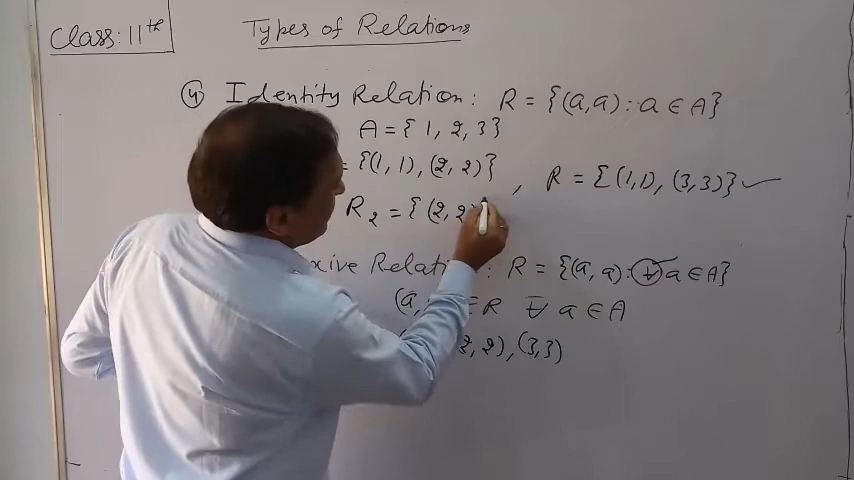 Class: 11th
Types of Relations
④ Identity Relation: R = {(a, a) : a ∈ A}
A = { 1, 2, 3 }
= {(1, 1), (2, 2)} , R = {(1,1), (3,3)} ✓
R₂ = { (2, 2)
xive Relati : R = {(a, a) : ∀ a ∈ A}
(a, ∈ R ∀ a ∈ A
2, 2), (3,3)